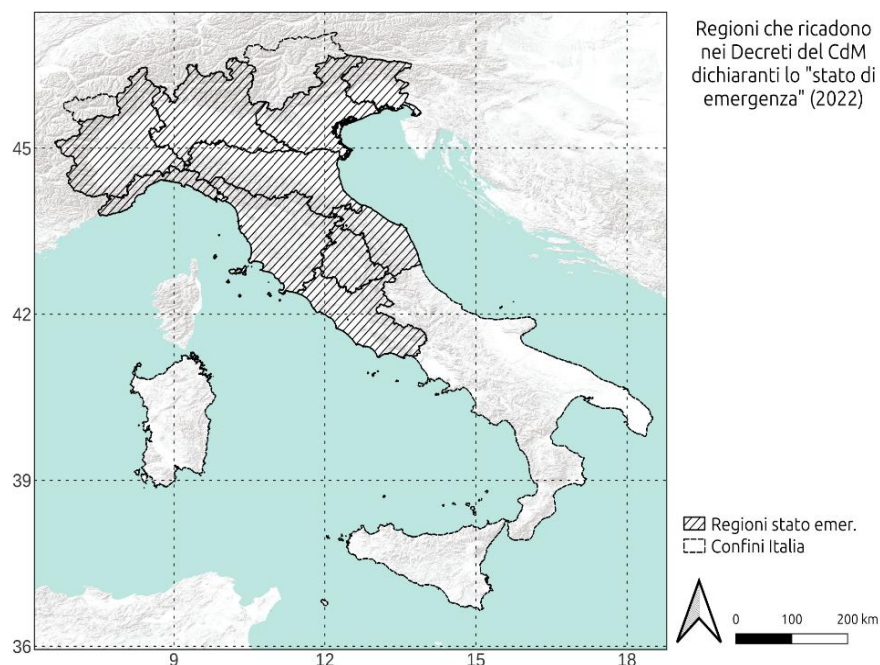 Regioni che ricadono
nei Decreti del CdM
dichiaranti lo "stato di
emergenza" (2022)
45
42
39
36
9
12
15
18
Regioni stato emer.
Confini Italia
0 100 200 km